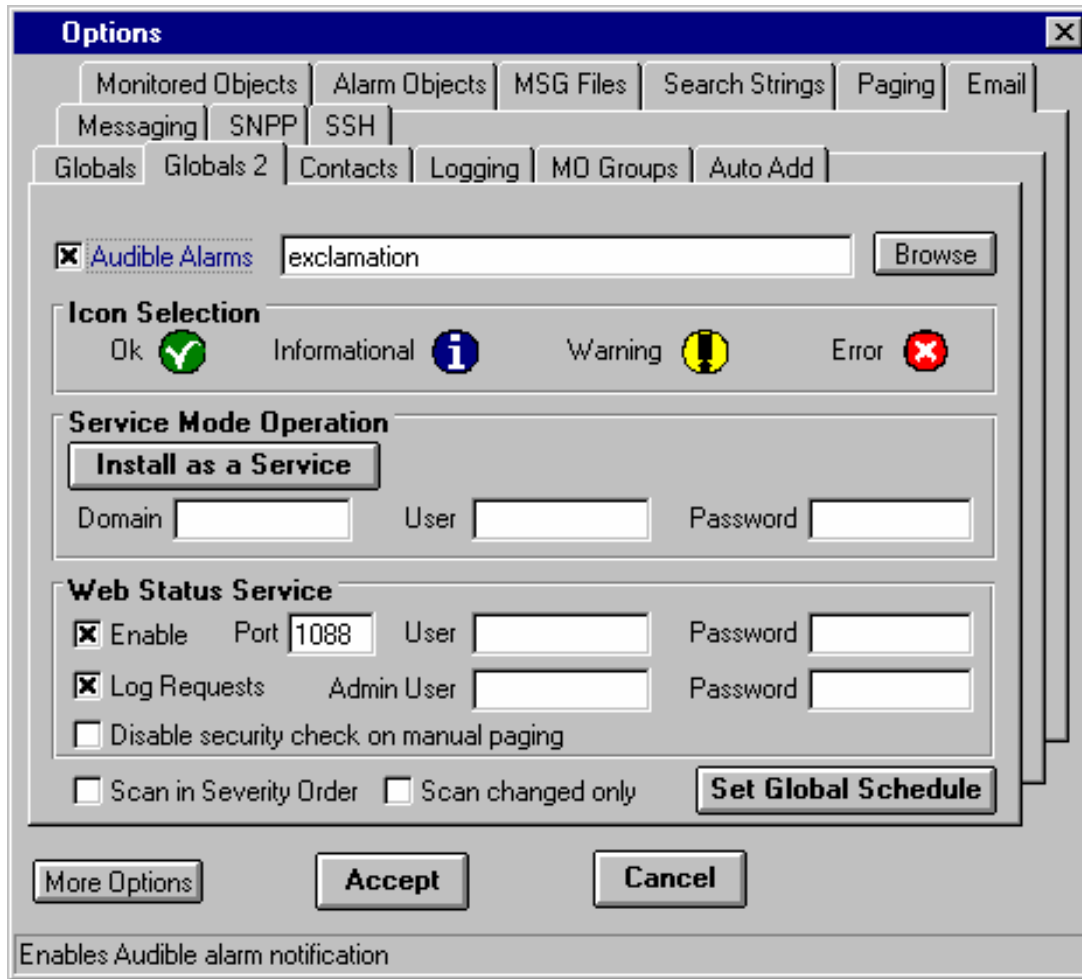 Options
Monitored Objects Alarm Objects MSG Files Search Strings Paging Email
Messaging SNPP SSH
Globals Globals 2 Contacts Logging MO Groups Auto Add
Audible Alarms exclamation Browse
Icon Selection
Ok Informational Warning Error
Service Mode Operation
Install as a Service
Domain User Password
Web Status Service
Enable Port 1088 User Password
Log Requests Admin User Password
Disable security check on manual paging
Scan in Severity Order Scan changed only Set Global Schedule
More Options Accept Cancel
Enables Audible alarm notification